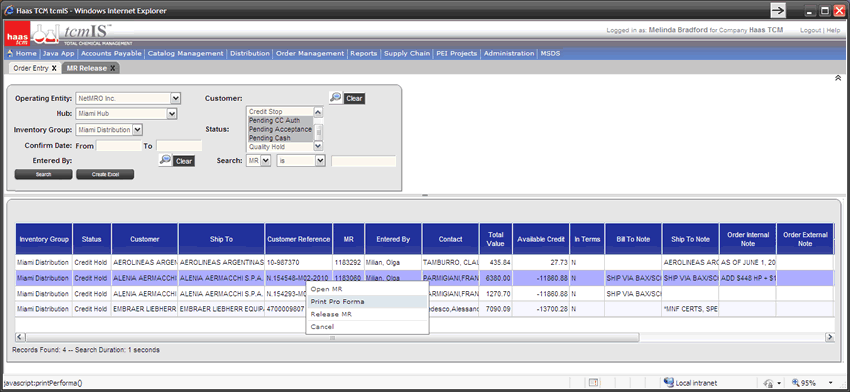 Haas TCM tcmIS - Windows Internet Explorer
haas TCM tcmIS TOTAL CHEMICAL MANAGEMENT
Logged in as: Melinda Bradford for Company Haas TCM Logout | Help
Home Java App Accounts Payable Catalog Management Distribution Order Management Reports Supply Chain PEI Projects Administration MSDS
Order Entry X MR Release X
Operating Entity: NetMRO Inc. Customer: Clear
Hub: Miami Hub
Inventory Group: Miami Distribution
Status: Credit Stop
Pending CC Auth
Pending Acceptance
Pending Cash
Quality Hold
Confirm Date: From To
Entered By: Clear Search: MR is
Search Create Excel
Inventory Group Status Customer Ship To Customer Reference MR Entered By Contact Total Value Available Credit In Terms Bill To Note Ship To Note Order Internal Note Order External Note
Miami Distribution Credit Hold AEROLINEAS ARGEN AEROLINEAS ARGENTINAS 10-987370 1183292 Milian, Olga TAMBURRO, CLAI 435.84 27.73 N AEROLINEAS ARG AS OF JUNE 1, 20
Miami Distribution Credit Hold ALENIA AERMACCHI ALENIA AERMACCHI S.P.A. N.154548-M02-2010 1183060 Milian, Olga PARMIGIANI,FRAN 6380.00 -11860.88 N SHIP VIA BAX/SC SHIP VIA BAX/SC ADD $448 HP + $1
Miami Distribution Credit Hold ALENIA AERMACCHI ALENIA AERMACCHI S.P.A. N.154293-M0 PARMIGIANI,FRAN 1278.70 -11860.88 N SHIP VIA BAX/SC
Miami Distribution Credit Hold EMBRAER LIEBHERR EMBRAER LIEBHERR EQUIP 4700009807 Tedesco,Alessand 7090.09 -13700.28 N *MNF CERTS, SPE
Open MR
Print Pro Forma
Release MR
Cancel
Records Found: 4 -- Search Duration: 1 seconds
javascript:printPerforma() Local intranet 95%